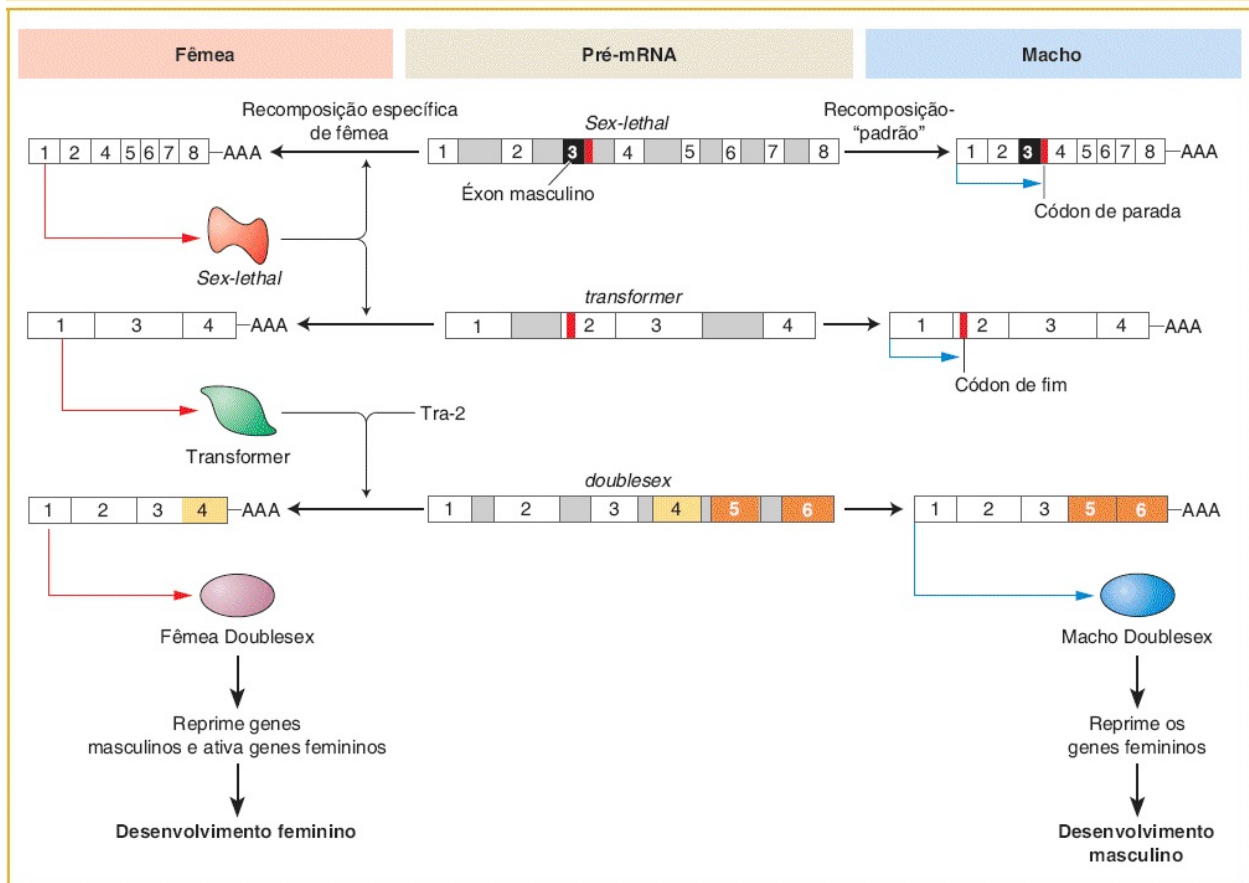 Fêmea
Pré-mRNA
Macho
Recomposição específica
de fêmea
Sex-lethal
Recomposição-
“padrão”
1 2 4 5 6 7 8 –AAA
1 2 3 4 5 6 7 8
1 2 3 4 5 6 7 8 –AAA
Éxon masculino
Códon de parada
Sex-lethal
transformer
1 3 4 –AAA
1 2 3 4
1 2 3 4 –AAA
Códon de fim
Tra-2
Transformer
doublesex
1 2 3 4 –AAA
1 2 3 4 5 6
1 2 3 5 6 –AAA
Fêmea Doublesex
Macho Doublesex
Reprime genes
masculinos e ativa genes femininos
Reprime os
genes femininos
Desenvolvimento feminino
Desenvolvimento
masculino